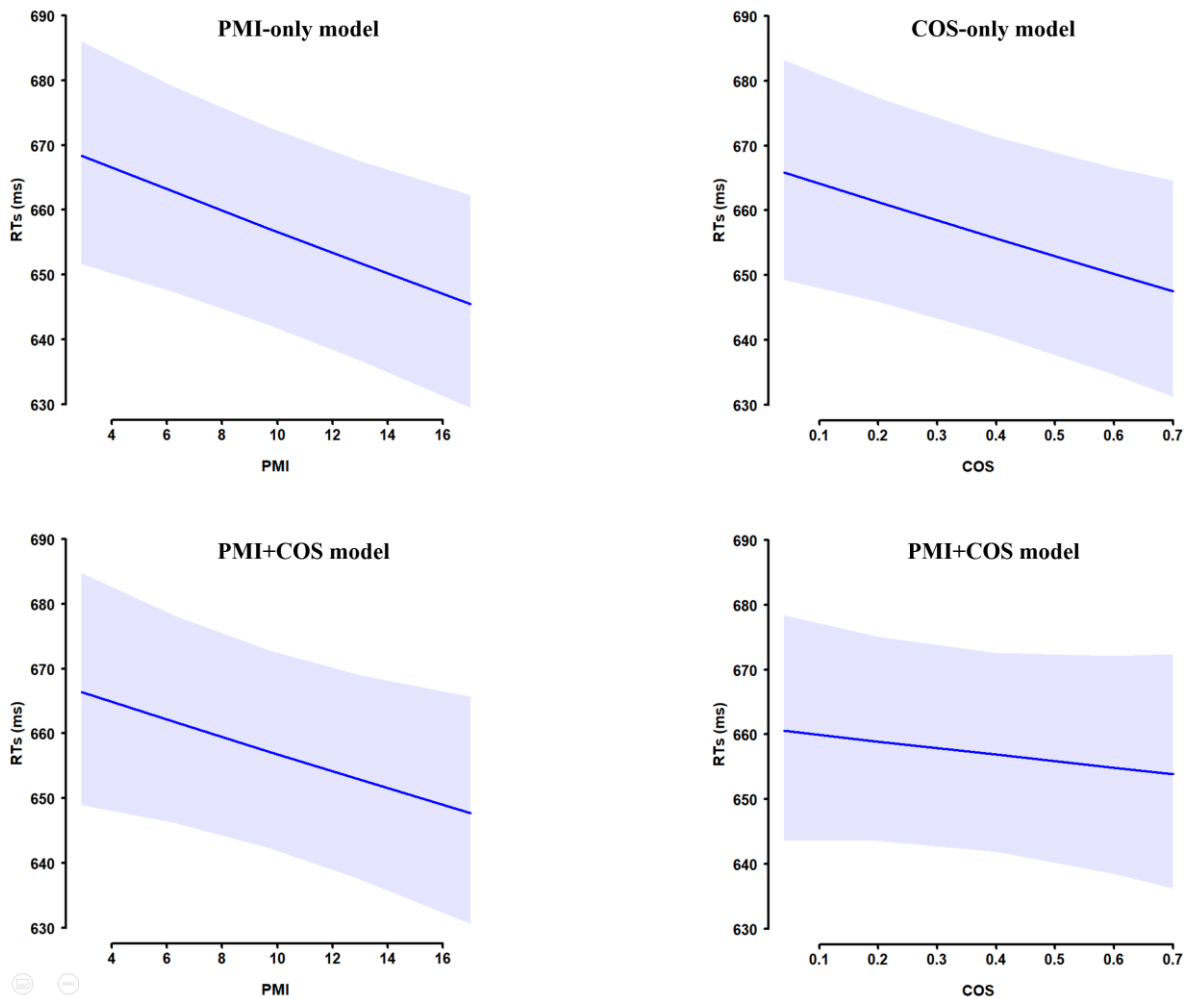 PMI-only model
690
680
670
660
650
640
630
RTs (ms)
4 6 8 10 12 14 16
PMI
COS-only model
690
680
670
660
650
640
630
RTs (ms)
0.1 0.2 0.3 0.4 0.5 0.6 0.7
COS
PMI+COS model
690
680
670
660
650
640
630
RTs (ms)
4 6 8 10 12 14 16
PMI
PMI+COS model
690
680
670
660
650
640
630
RTs (ms)
0.1 0.2 0.3 0.4 0.5 0.6 0.7
COS